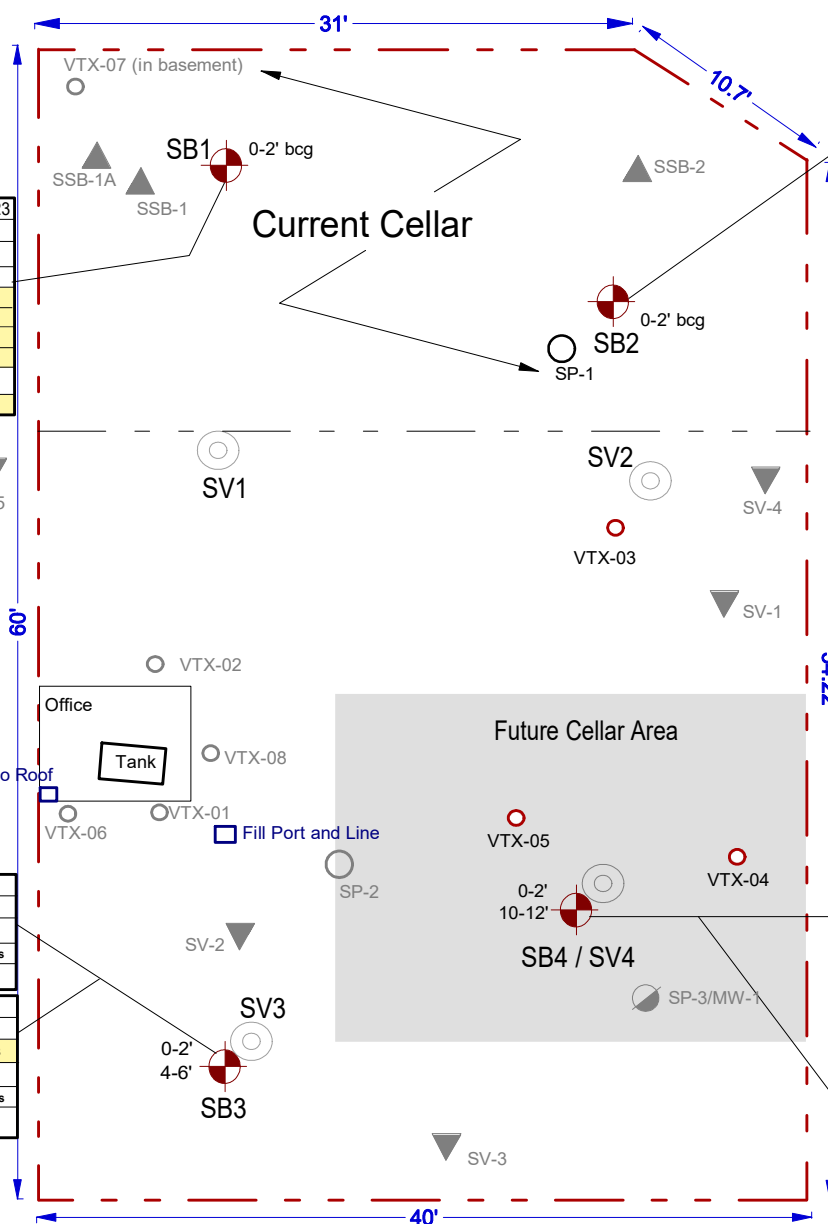 31'
10.7'
VTX-07 (in basement)
SB1
0-2' bcg
SSB-1A
SSB-1
SSB-2
23
Current Cellar
0-2' bcg
SB2
SP-1
SV1
SV2
SV-4
5
VTX-03
SV-1
60'
VTX-02
Office
Future Cellar Area
Tank
VTX-08
o Roof
VTX-06
VTX-01
Fill Port and Line
VTX-05
VTX-04
SP-2
0-2'
10-12'
SV-2
SB4 / SV4
s
SP-3/MW-1
SV3
0-2'
4-6'
s
SB3
SV-3
40'